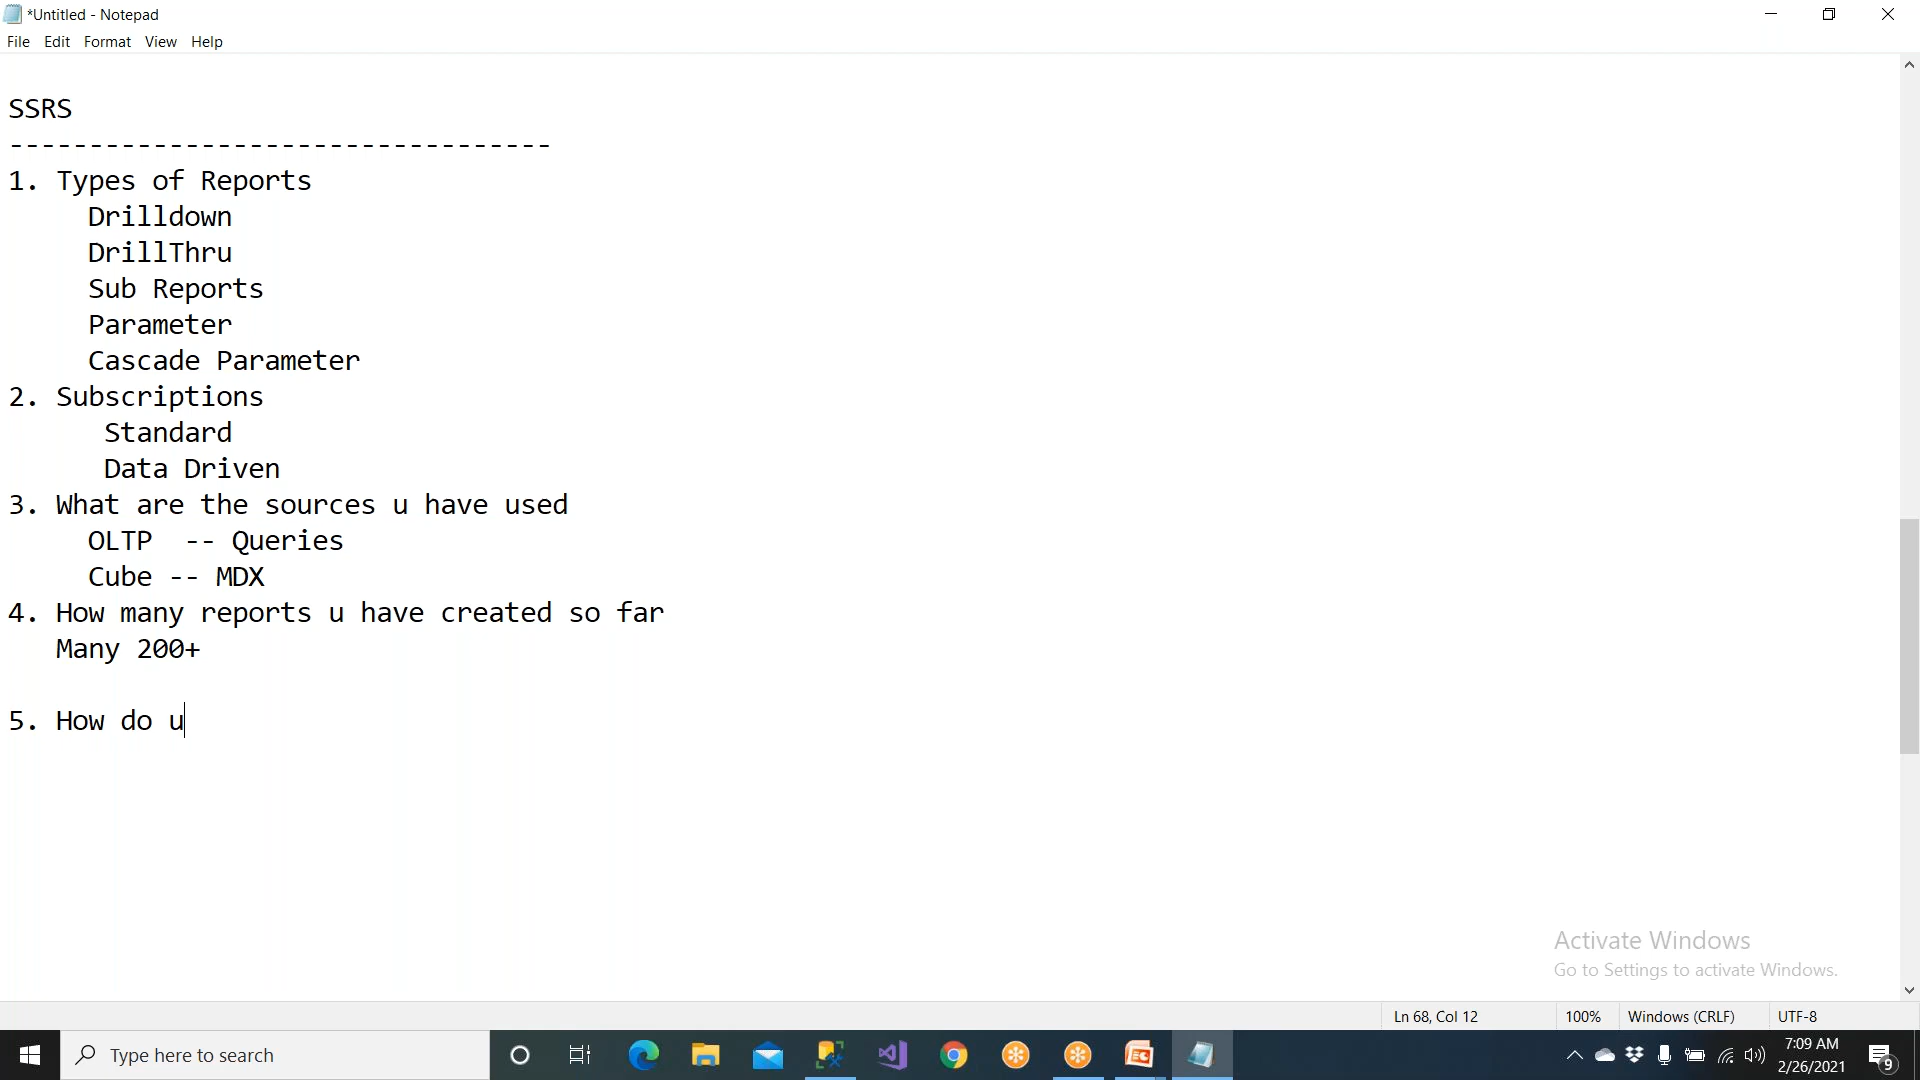 *Untitled - Notepad
File Edit Format View Help
SSRS
----------------------------------
1. Types of Reports
Drilldown
DrillThru
Sub Reports
Parameter
Cascade Parameter
2. Subscriptions
Standard
Data Driven
3. What are the sources u have used
OLTP  -- Queries
Cube -- MDX
4. How many reports u have created so far
Many 200+
5. How do u
Activate Windows
Go to Settings to activate Windows.
Ln 68, Col 12 100% Windows (CRLF) UTF-8
Type here to search
7:09 AM
2/26/2021
9